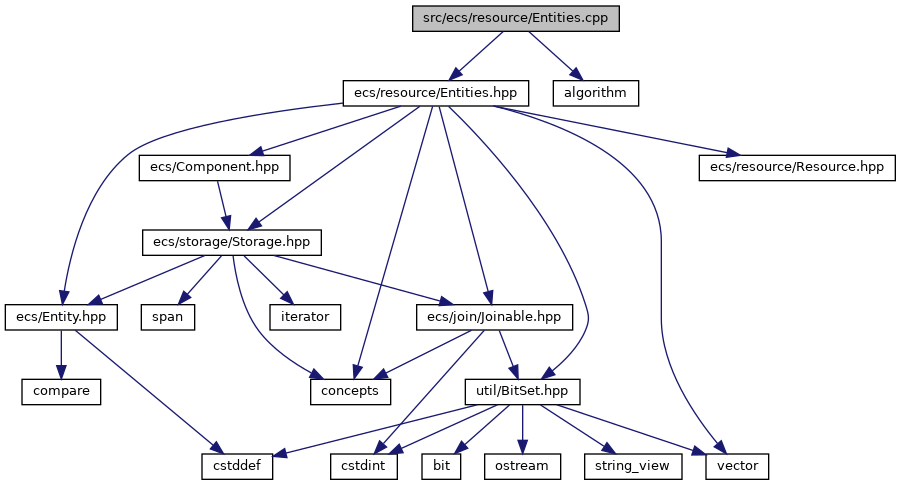 src/ecs/resource/Entities.cpp
ecs/resource/Entities.hpp
algorithm
ecs/Component.hpp
ecs/resource/Resource.hpp
ecs/storage/Storage.hpp
ecs/Entity.hpp
span
iterator
ecs/join/Joinable.hpp
compare
concepts
util/BitSet.hpp
cstddef
cstdint
bit
ostream
string_view
vector